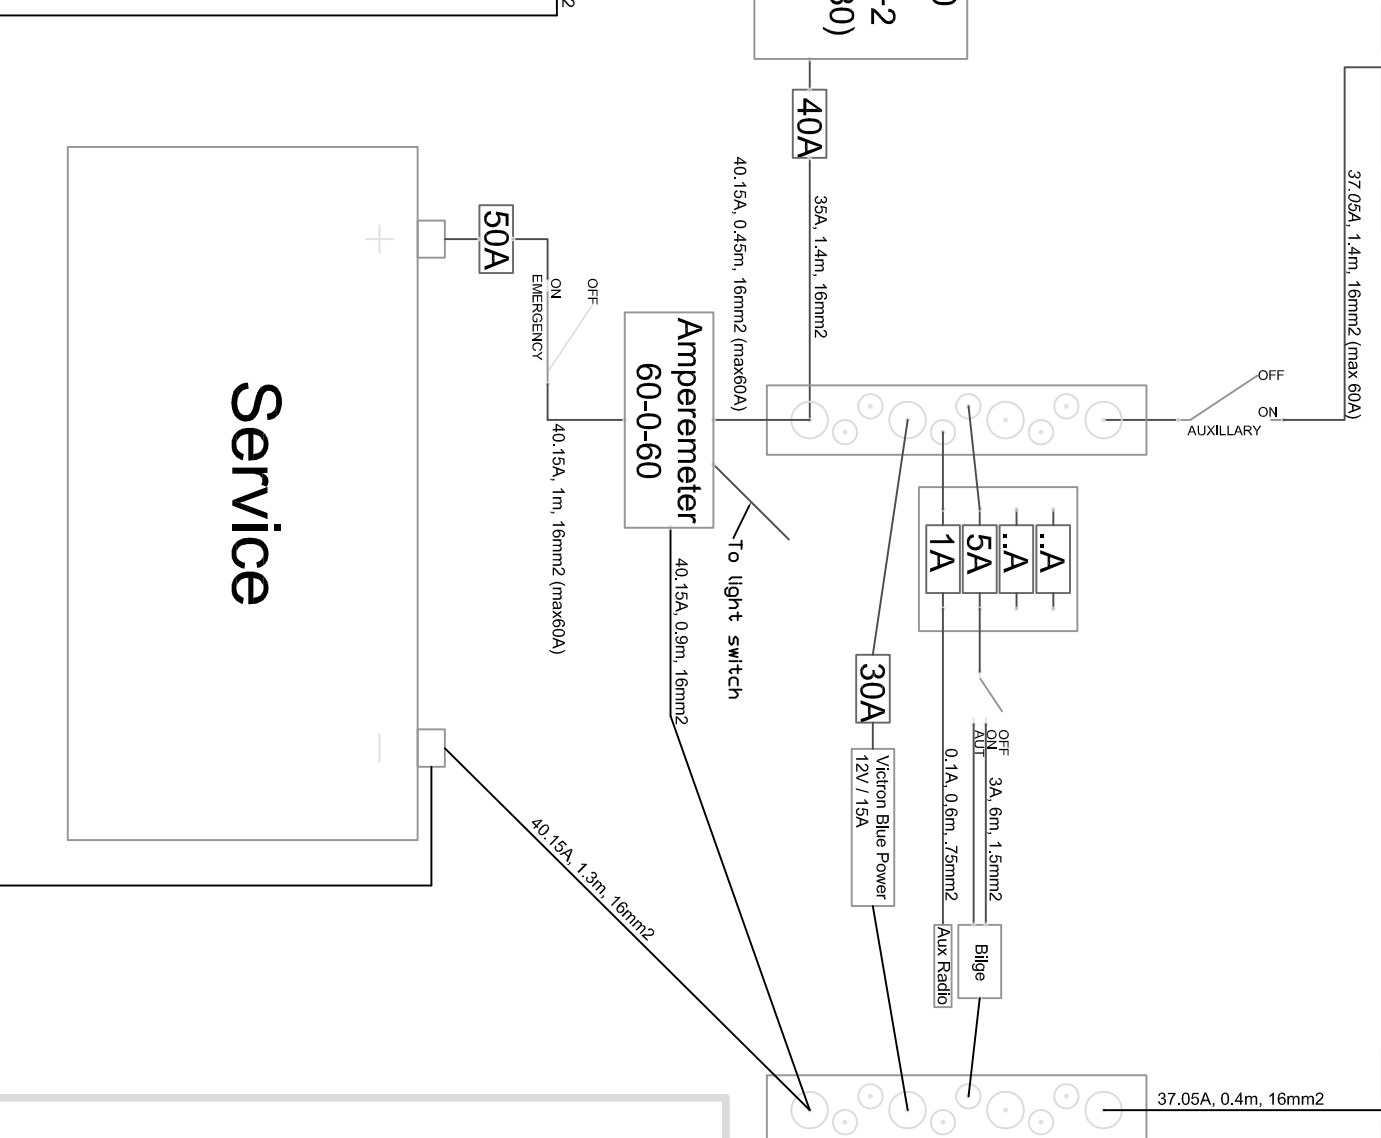 -2
30)
40A
40.15A, 0.45m, 16mm2 (max60A)
35A, 1.4m, 16mm2
37.05A, 1.4m, 16mm2 (max 60A)
50A
ON
EMERGENCY
OFF
Amperemeter
60-0-60
OFF
ON
AUXILLARY
Service
40.15A, 1m, 16mm2 (max60A)
40.15A, 0.9m, 16mm2
To light switch
1A
5A
..A
..A
30A
Victron Blue Power
12V / 15A
OFF
ON
AUT
0.1A, 0,6m, .75mm2
3A, 6m, 1.5mm2
Aux Radio
Bilge
40.15A, 1.3m, 16mm2
37.05A, 0.4m, 16mm2